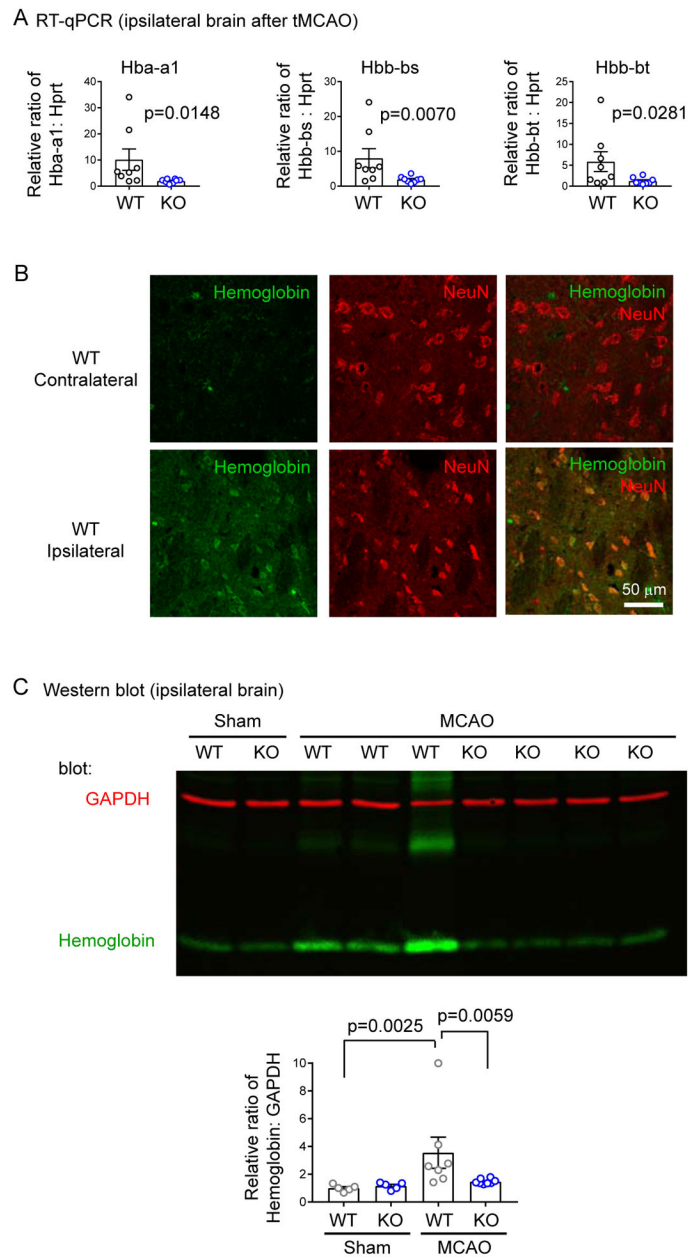 A RT-qPCR (ipsilateral brain after tMCAO)
Hba-a1
Relative ratio of
Hba-a1: Hprt
40
30
20
10
0
p=0.0148
WT KO
Hbb-bs
Relative ratio of
Hbb-bs : Hprt
30
20
10
0
p=0.0070
WT KO
Hbb-bt
Relative ratio of
Hbb-bt : Hprt
25
20
15
10
5
0
p=0.0281
WT KO
B
WT
Contralateral
Hemoglobin
NeuN
Hemoglobin
NeuN
WT
Ipsilateral
Hemoglobin
NeuN
Hemoglobin
NeuN
50 μm
C Western blot (ipsilateral brain)
Sham MCAO
WT KO WT WT WT KO KO KO KO
blot:
GAPDH
Hemoglobin
p=0.0025
p=0.0059
Relative ratio of
Hemoglobin: GAPDH
10
8
6
4
2
0
WT KO WT KO
Sham MCAO